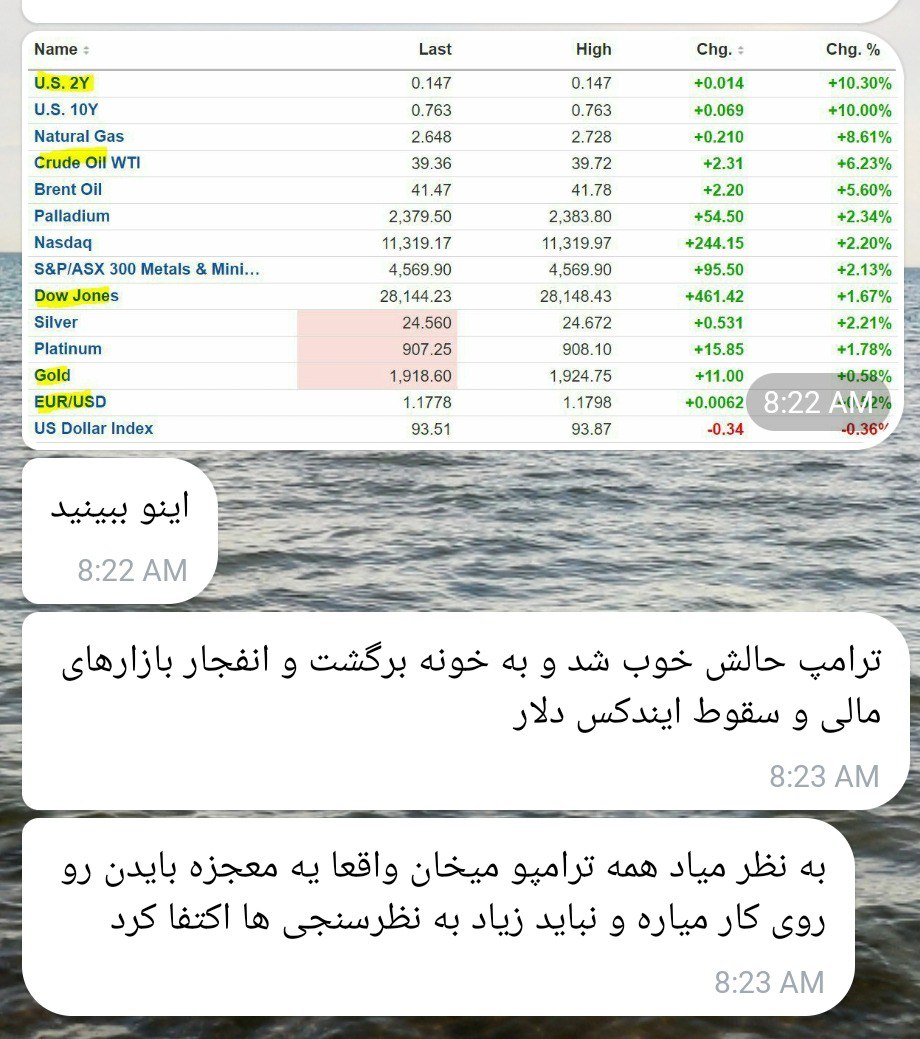 Name Last High Chg. Chg. %
U.S. 2Y 0.147 0.147 +0.014 +10.30%
U.S. 10Y 0.763 0.763 +0.069 +10.00%
Natural Gas 2.648 2.728 +0.210 +8.61%
Crude Oil WTI 39.36 39.72 +2.31 +6.23%
Brent Oil 41.47 41.78 +2.20 +5.60%
Palladium 2,379.50 2,383.80 +54.50 +2.34%
Nasdaq 11,319.17 11,319.97 +244.15 +2.20%
S&P/ASX 300 Metals & Mini... 4,569.90 4,569.90 +95.50 +2.13%
Dow Jones 28,144.23 28,148.43 +461.42 +1.67%
Silver 24.560 24.672 +0.531 +2.21%
Platinum 907.25 908.10 +15.85 +1.78%
Gold 1,918.60 1,924.75 +11.00 +0.58%
EUR/USD 1.1778 1.1798 +0.0062
8:22 AM
US Dollar Index 93.51 93.87 -0.34 -0.36%
اینو ببینید
8:22 AM
ترامپ حالش خوب شد و به خونه برگشت و انفجار بازارهای
مالی و سقوط ایندکس دلار
8:23 AM
به نظر میاد همه ترامپو میخان واقعا یه معجزه بایدن رو
روی کار میاره و نباید زیاد به نظرسنجی ها اکتفا کرد
8:23 AM